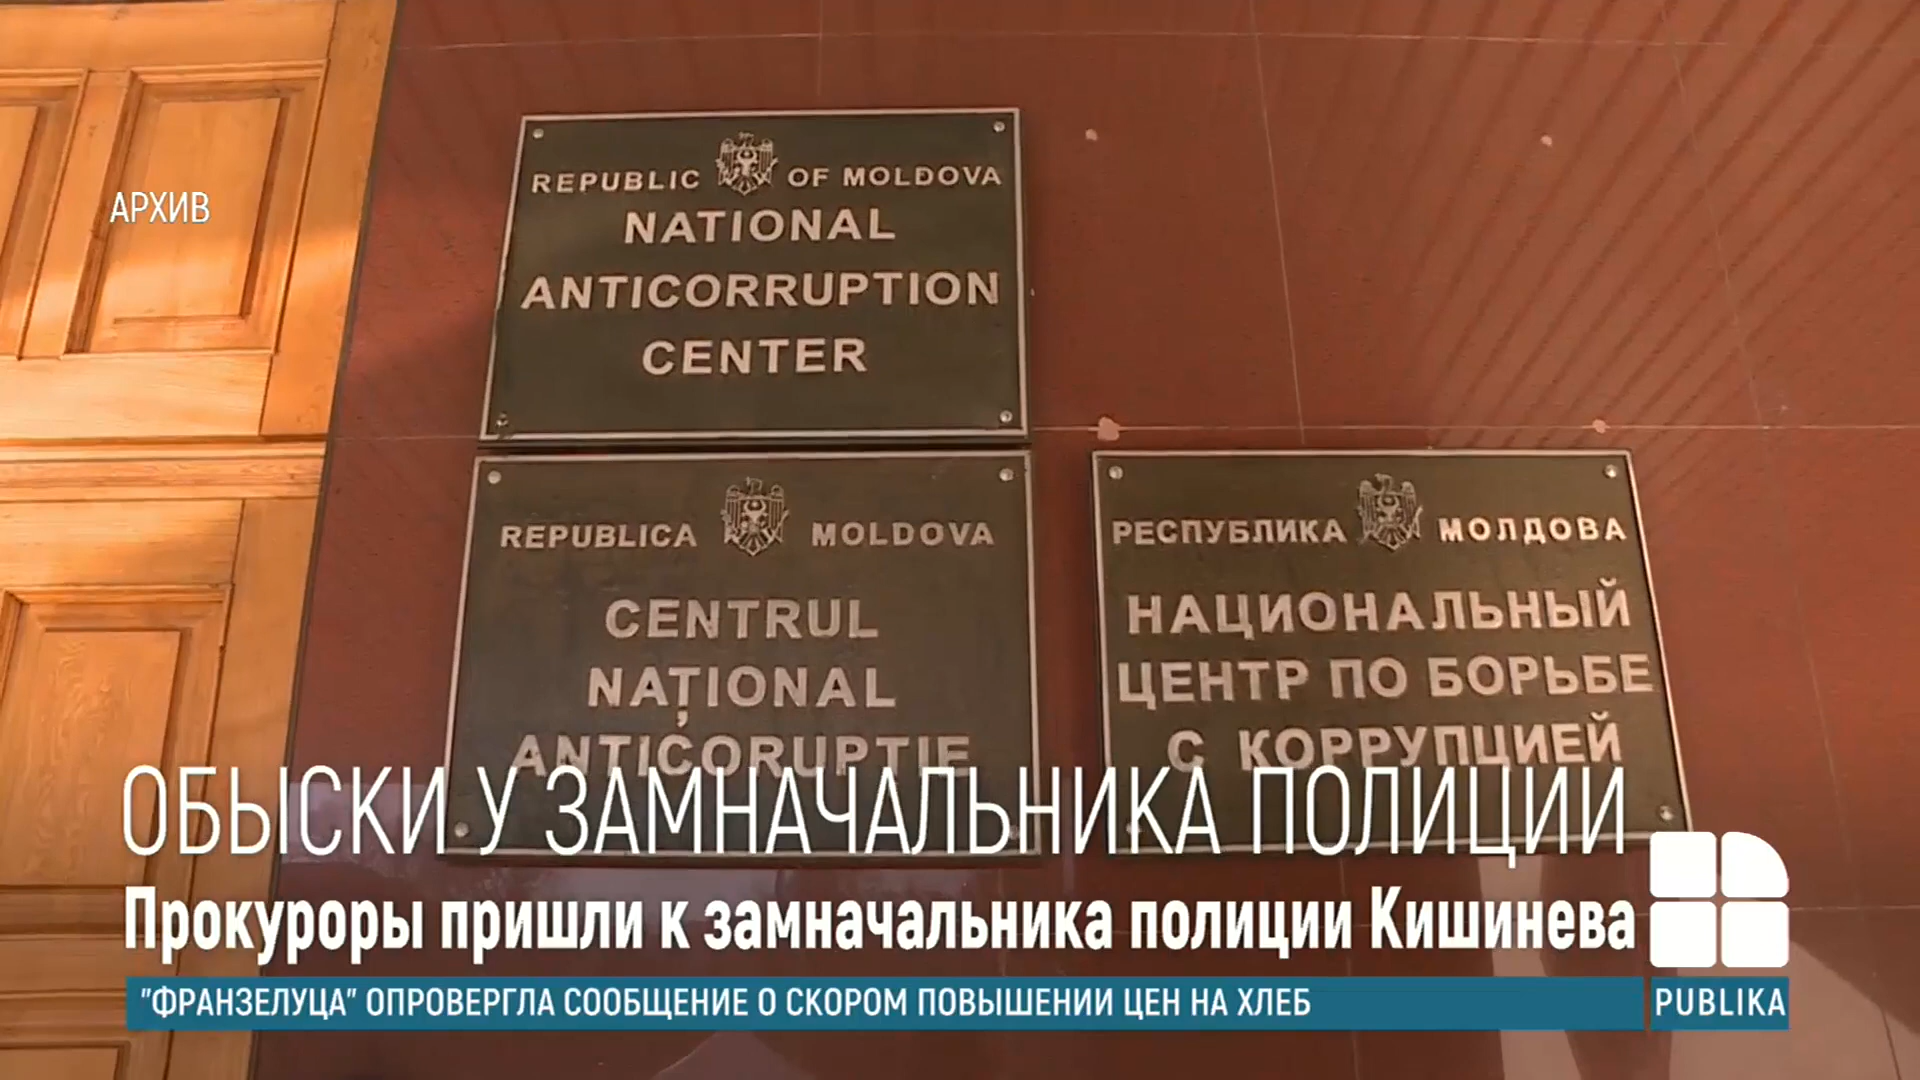 АРХИВ
REPUBLIC OF MOLDOVA
NATIONAL
ANTICORRUPTION
CENTER
REPUBLICA MOLDOVA
CENTRUL
NAȚIONAL
ANTICORUPTIE
РЕСПУБЛИКА МОЛДОВА
НАЦИОНАЛЬНЫЙ
ЦЕНТР ПО БОРЬБЕ
С КОРРУПЦИЕЙ
ОБЫСКИ У ЗАМНАЧАЛЬНИКА ПОЛИЦИИ
Прокуроры пришли к замначальника полиции Кишинева
"ФРАНЗЕЛУЦА" ОПРОВЕРГЛА СООБЩЕНИЕ О СКОРОМ ПОВЫШЕНИИ ЦЕН НА ХЛЕБ
PUBLIKA